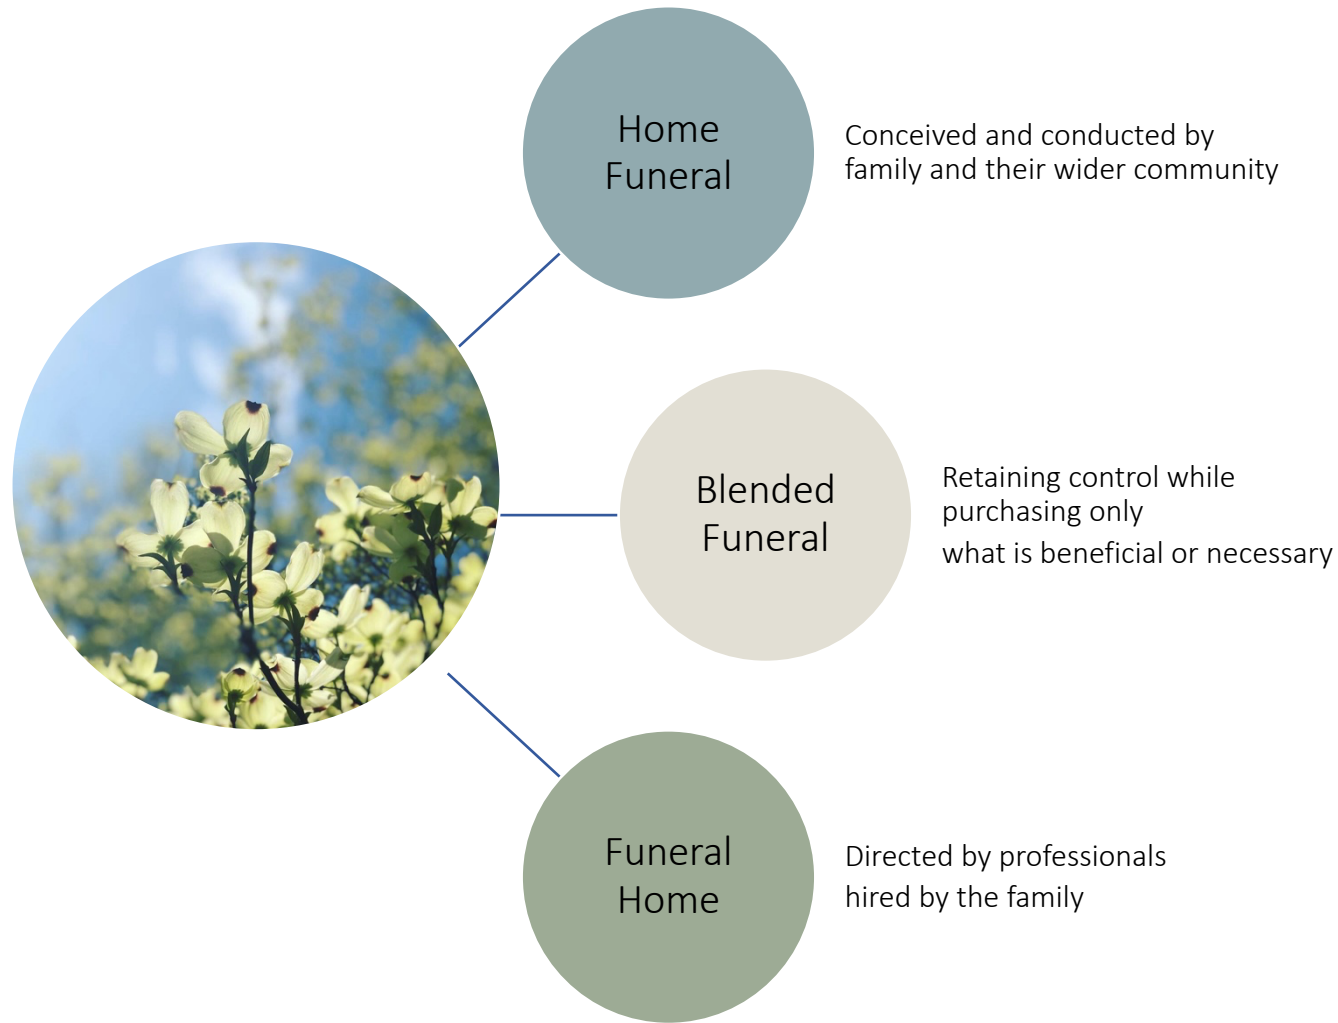 Home
Funeral
Conceived and conducted by
family and their wider community
Blended
Funeral
Retaining control while
purchasing only
what is beneficial or necessary
Funeral
Home
Directed by professionals
hired by the family